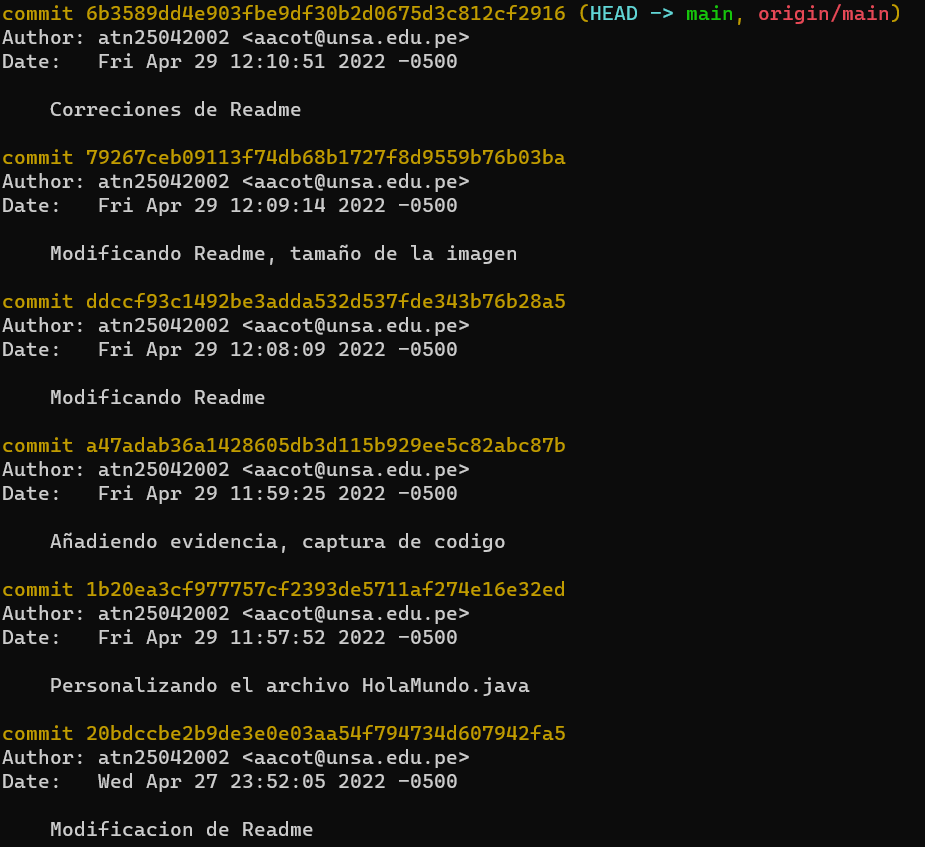 commit 6b3589dd4e903fbe9df30b2d0675d3c812cf2916 (HEAD -> main, origin/main)
Author: atn25042002 <aacot@unsa.edu.pe>
Date:   Fri Apr 29 12:10:51 2022 -0500
    Correciones de Readme
commit 79267ceb09113f74db68b1727f8d9559b76b03ba
Author: atn25042002 <aacot@unsa.edu.pe>
Date:   Fri Apr 29 12:09:14 2022 -0500
    Modificando Readme, tamaño de la imagen
commit ddccf93c1492be3adda532d537fde343b76b28a5
Author: atn25042002 <aacot@unsa.edu.pe>
Date:   Fri Apr 29 12:08:09 2022 -0500
    Modificando Readme
commit a47adab36a1428605db3d115b929ee5c82abc87b
Author: atn25042002 <aacot@unsa.edu.pe>
Date:   Fri Apr 29 11:59:25 2022 -0500
    Añadiendo evidencia, captura de codigo
commit 1b20ea3cf977757cf2393de5711af274e16e32ed
Author: atn25042002 <aacot@unsa.edu.pe>
Date:   Fri Apr 29 11:57:52 2022 -0500
    Personalizando el archivo HolaMundo.java
commit 20bdccbe2b9de3e0e03aa54f794734d607942fa5
Author: atn25042002 <aacot@unsa.edu.pe>
Date:   Wed Apr 27 23:52:05 2022 -0500
    Modificacion de Readme